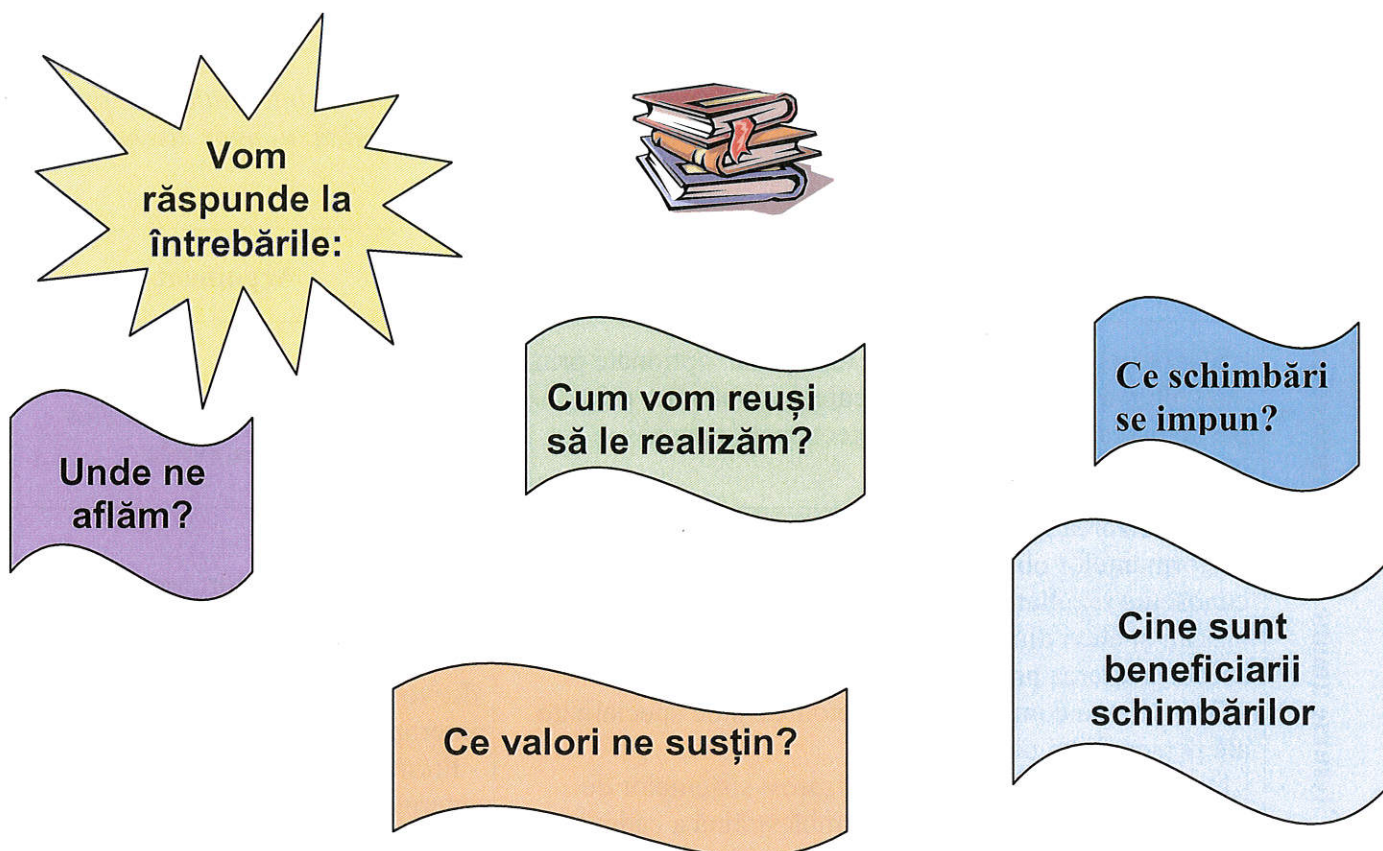 Vom
răspunde la
întrebările:
Unde ne
aflăm?
Cum vom reuși
să le realizăm?
Ce schimbări
se impun?
Cine sunt
beneficiarii
schimbărilor
Ce valori ne susțin?